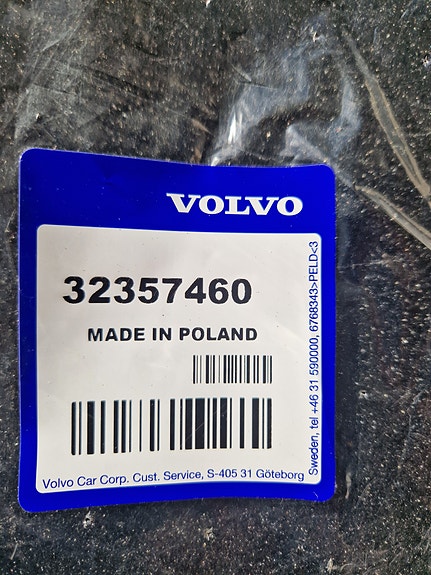 VOLVO
32357460
MADE IN POLAND
Volvo Car Corp. Cust. Service, S-405 31 Göteborg
Sweden, tel +46 31 590000, 6768343>PELD<3